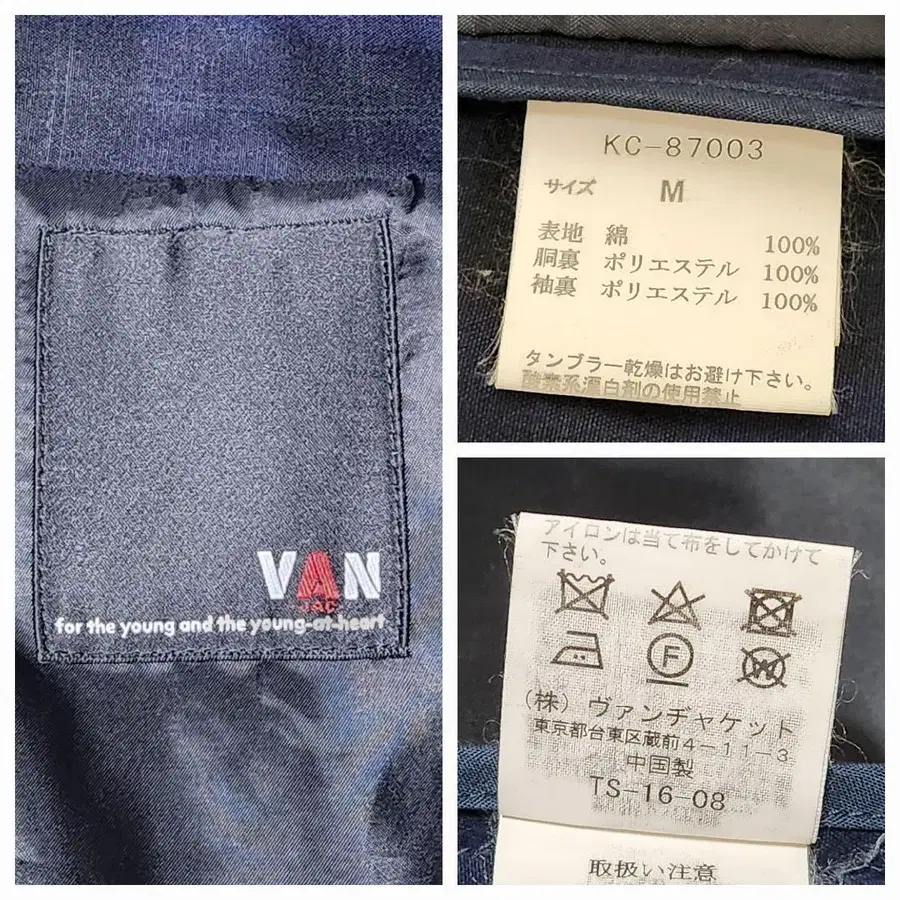 VAN
JAC
for the young and the young-at-heart
KC-87003
サイズ M
表地 綿 100%
胴裏 ポリエステル 100%
袖裏 ポリエステル 100%
タンブラー乾燥はお避け下さい。
酸素系漂白剤の使用禁止
アイロンは当て布をしてかけて
下さい。
F
W
(株) ヴァンヂャケット
東京都台東区蔵前4-11-3
中国製
TS-16-08
取扱い注意